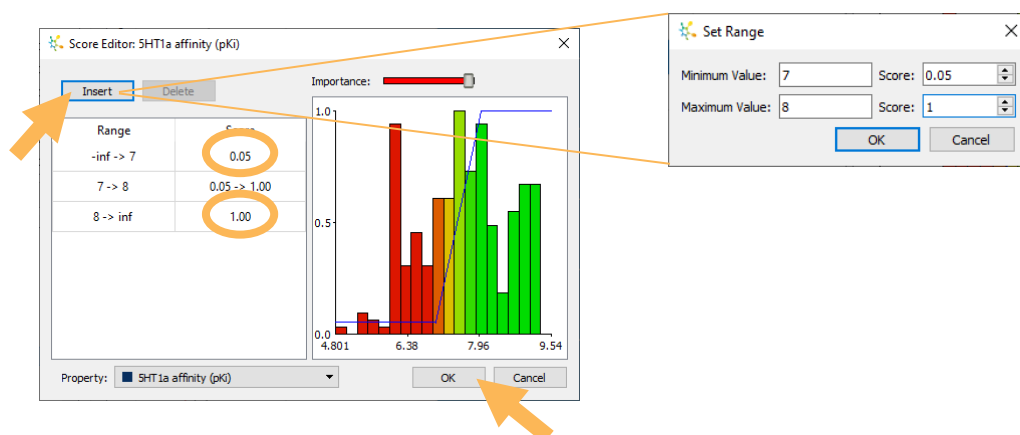 Score Editor: 5HT1a affinity (pKi)
Insert
Delete
Importance:
Range
-inf -> 7
0.05
7 -> 8
0.05 -> 1.00
8 -> inf
1.00
1.0
0.5
0.0
4.801
6.38
7.96
9.54
Property:
5HT1a affinity (pKi)
OK
Cancel
Set Range
Minimum Value:
7
Score:
0.05
Maximum Value:
8
Score:
1
OK
Cancel